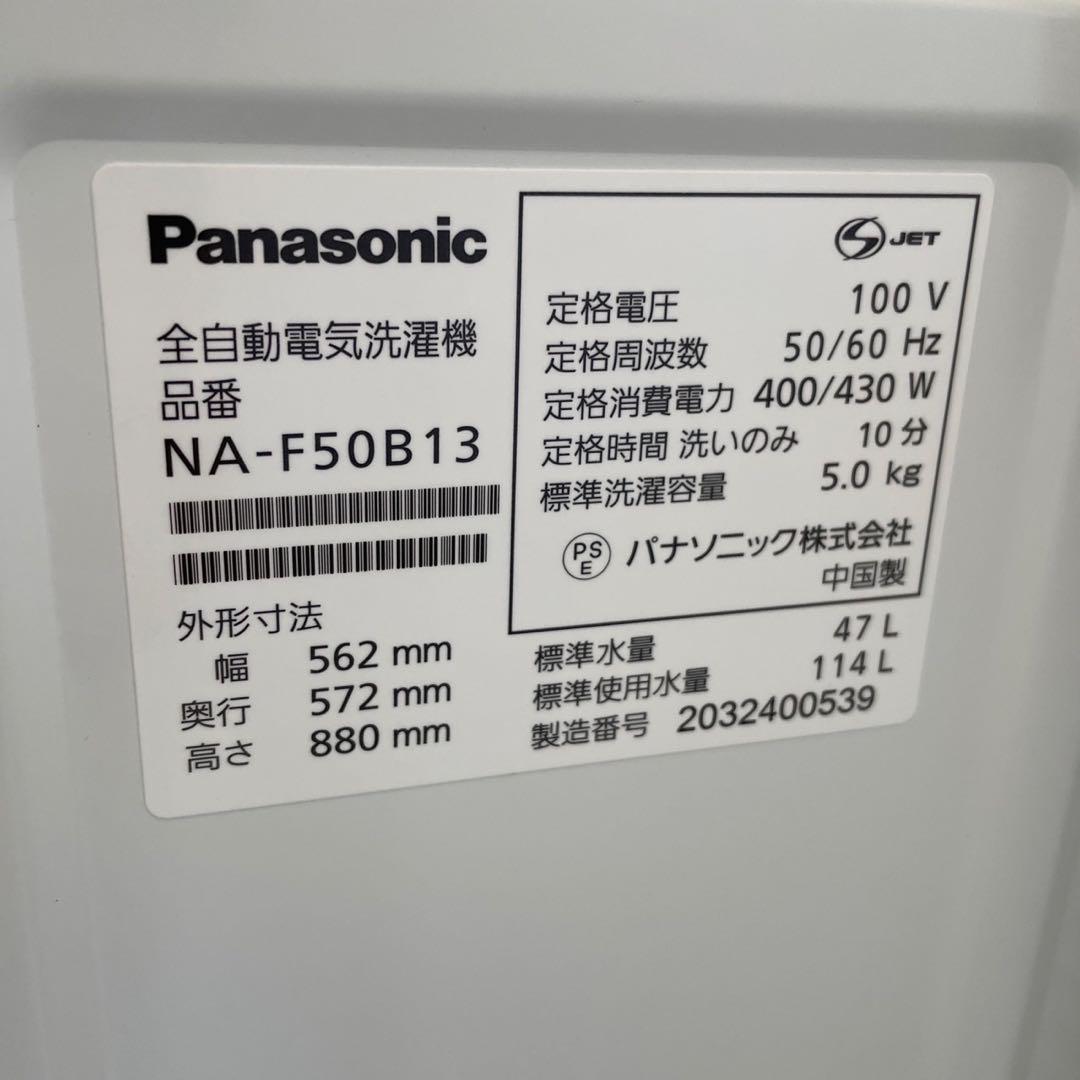 Panasonic
全自動電気洗濯機
品番
NA-F50B13
外形寸法
幅 562 mm
奥行 572 mm
高さ 880 mm
JET
定格電圧 100 V
定格周波数 50/60 Hz
定格消費電力 400/430 W
定格時間 洗いのみ 10 分
標準洗濯容量 5.0 kg
PS
E
パナソニック株式会社
中国製
標準水量 47 L
標準使用水量 114 L
製造番号 2032400539